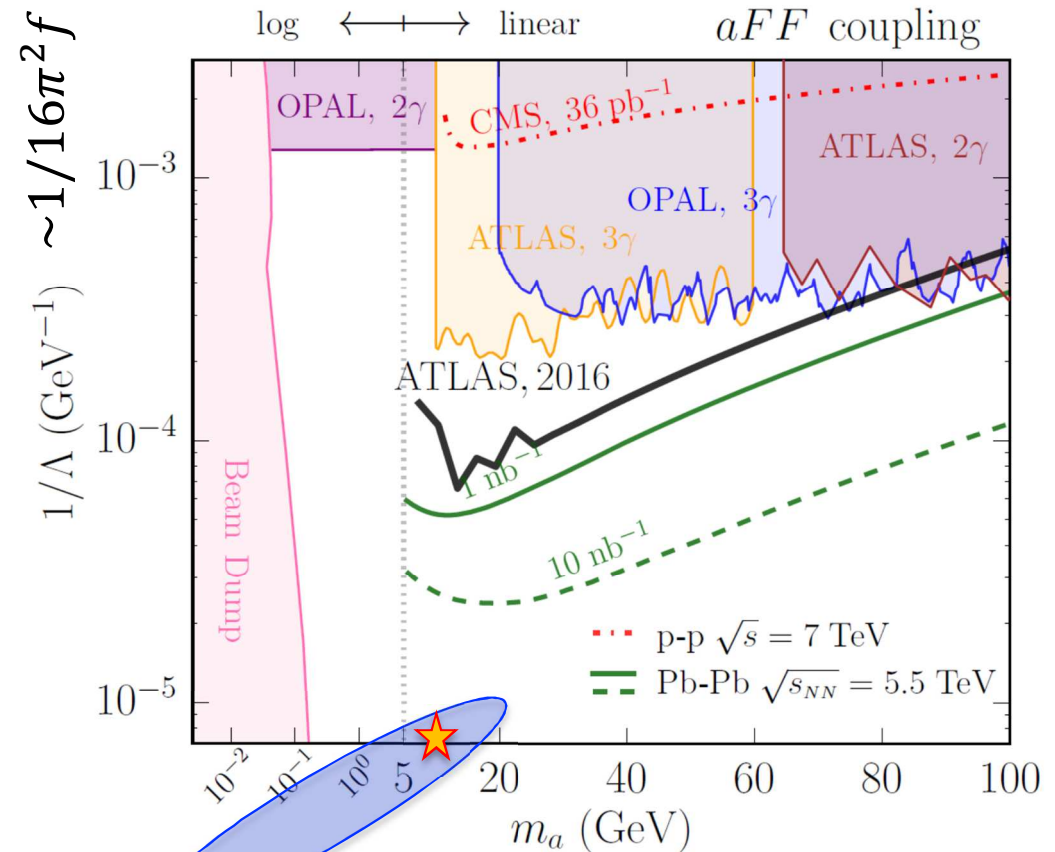 log ⟷ linear
aFF coupling
~1/16π²f
1/Λ (GeV⁻¹)
10⁻³
10⁻⁴
10⁻⁵
OPAL, 2γ
CMS, 36 pb⁻¹
ATLAS, 2γ
OPAL, 3γ
ATLAS, 3γ
ATLAS, 2016
1 nb⁻¹
10 nb⁻¹
Beam Dump
p-p √s = 7 TeV
Pb-Pb √s_NN = 5.5 TeV
10⁻² 10⁻¹ 10⁰ 5 20 40 60 80 100
mₐ (GeV)